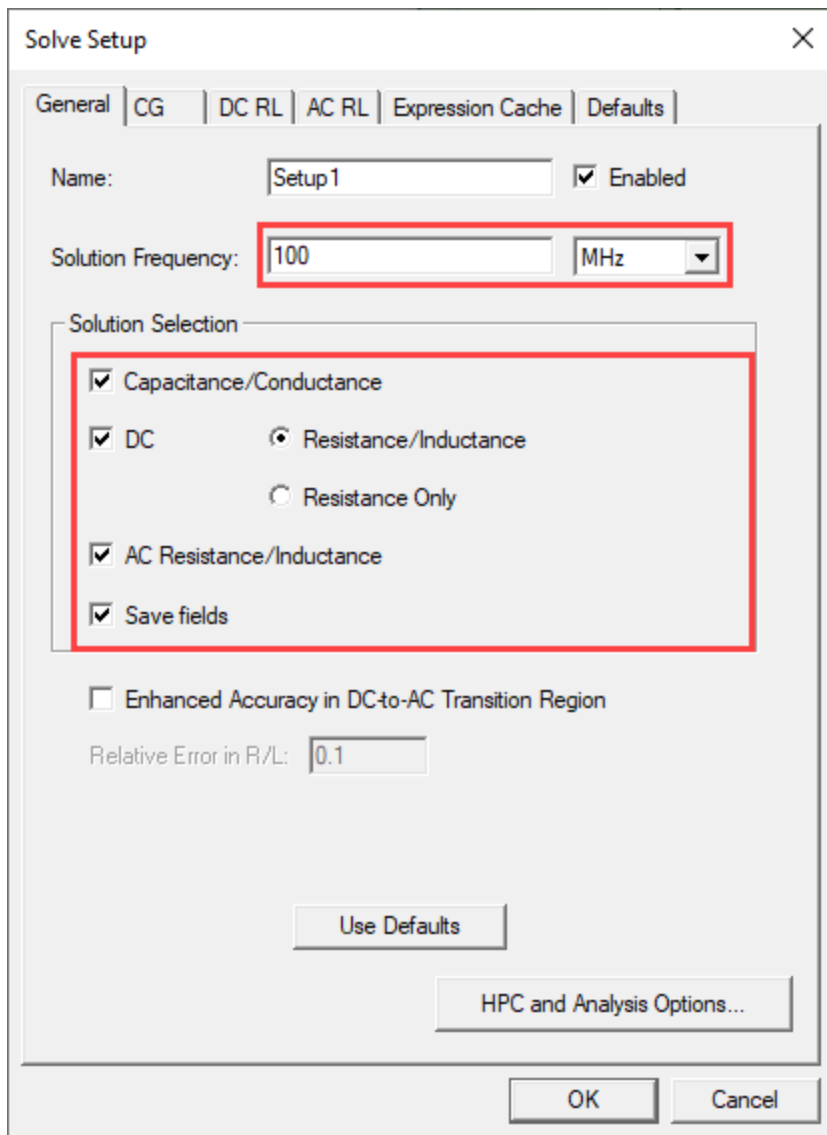 Solve Setup
General CG DC RL AC RL Expression Cache Defaults
Name: Setup1 Enabled
Solution Frequency: 100 MHz
Solution Selection
Capacitance/Conductance
DC Resistance/Inductance
Resistance Only
AC Resistance/Inductance
Save fields
Enhanced Accuracy in DC-to-AC Transition Region
Relative Error in R/L: 0.1
Use Defaults
HPC and Analysis Options...
OK Cancel